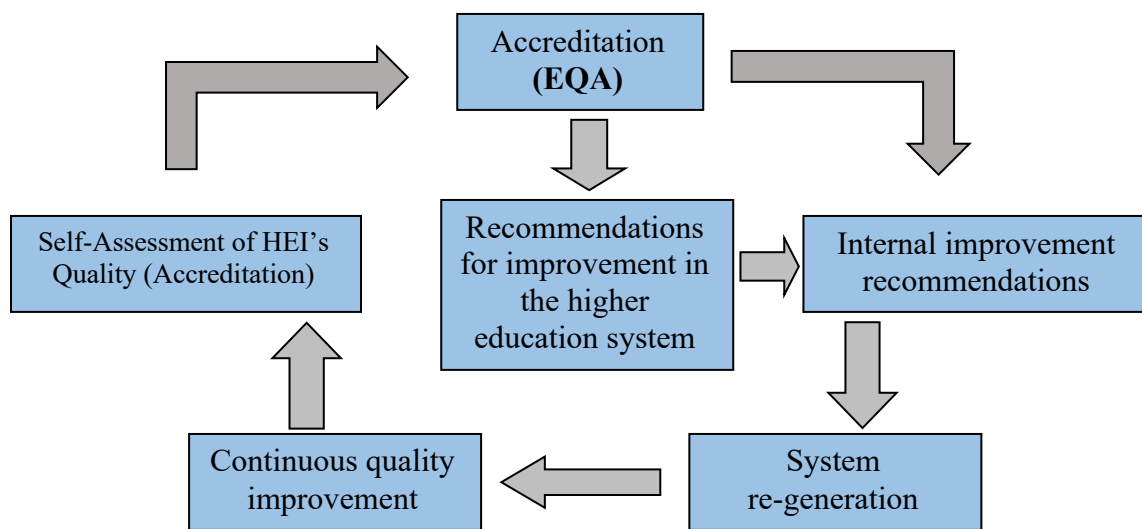 Accreditation
(EQA)
Self-Assessment of HEI’s
Quality (Accreditation)
Recommendations
for improvement in
the higher
education system
Internal improvement
recommendations
Continuous quality
improvement
System
re-generation